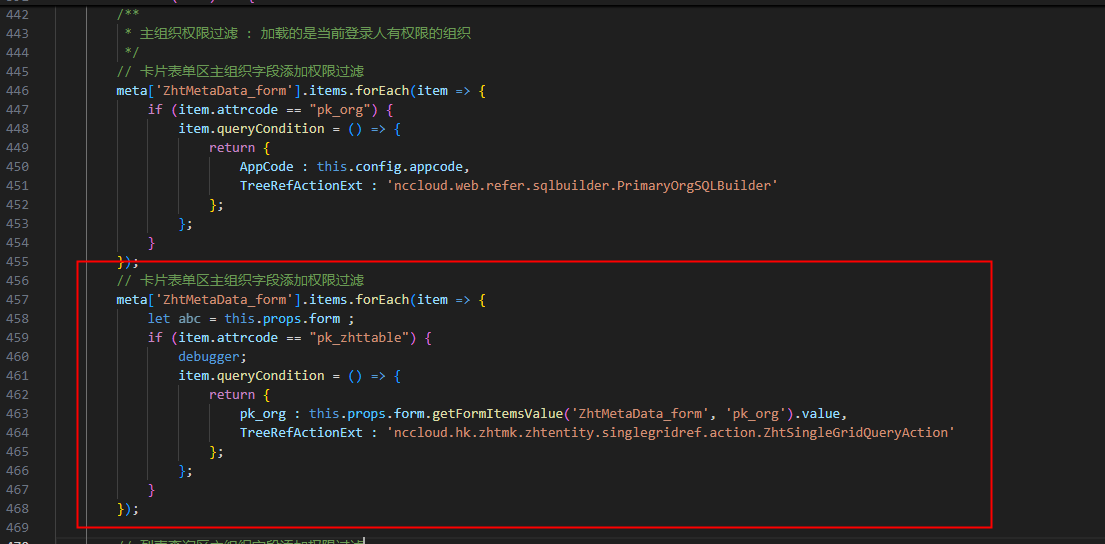 442 /**
443 * 主组织权限过滤 : 加载的是当前登录人有权限的组织
444 */
445 // 卡片表单区主组织字段添加权限过滤
446 meta['ZhtMetaData_form'].items.forEach(item => {
447 if (item.attrcode == "pk_org") {
448 item.queryCondition = () => {
449 return {
450 AppCode : this.config.appcode,
451 TreeRefActionExt : 'nccloud.web.refer.sqlbuilder.PrimaryOrgSQLBuilder'
452 };
453 };
454 }
455 });
456 // 卡片表单区主组织字段添加权限过滤
457 meta['ZhtMetaData_form'].items.forEach(item => {
458 let abc = this.props.form ;
459 if (item.attrcode == "pk_zhttable") {
460 debugger;
461 item.queryCondition = () => {
462 return {
463 pk_org : this.props.form.getFormItemsValue('ZhtMetaData_form', 'pk_org').value,
464 TreeRefActionExt : 'nccloud.hk.zhtmk.zhtentity.singlegridref.action.ZhtSingleGridQueryAction'
465 };
466 };
467 }
468 });
469